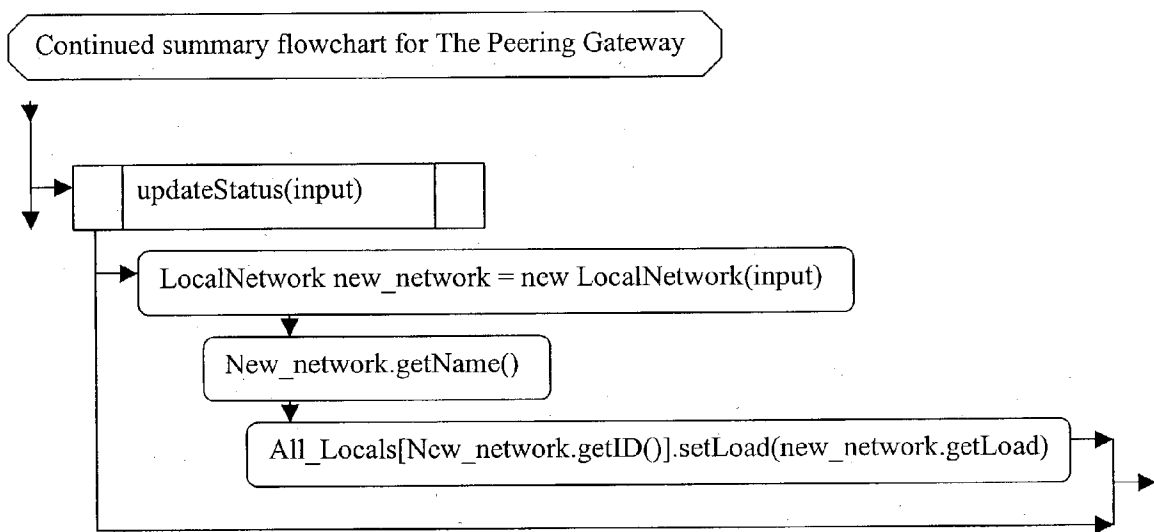 Continued summary flowchart for The Peering Gateway
updateStatus(input)
LocalNetwork new_network = new LocalNetwork(input)
New_network.getName()
All_Locals[New_network.getID()].setLoad(new_network.getLoad)